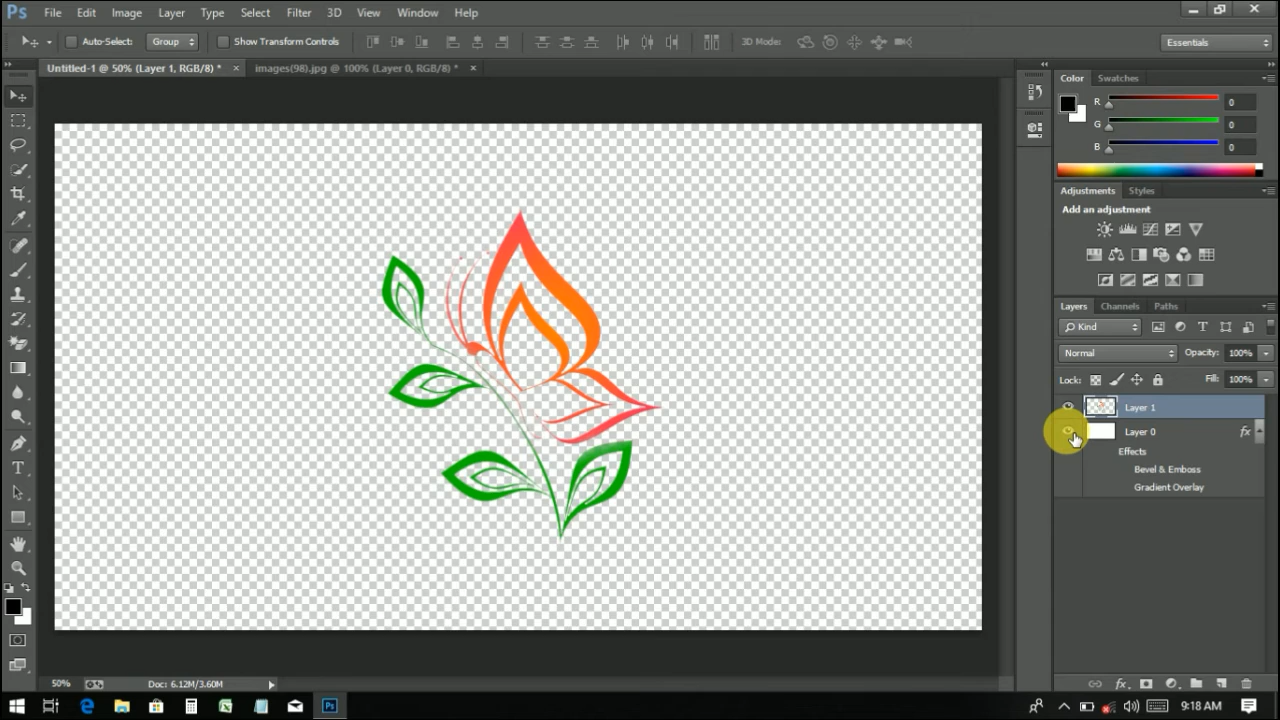 Ps File Edit Image Layer Type Select Filter 3D View Window Help
Auto-Select: Group Show Transform Controls 3D Mode: Essentials
Untitled-1 @ 50% (Layer 1, RGB/8) * × images(98).jpg @ 100% (Layer 0, RGB/8) * ×
Color Swatches
R 0
G 0
B 0
Adjustments Styles
Add an adjustment
Layers Channels Paths
Kind
Normal Opacity: 100%
Lock: Fill: 100%
Layer 1
Layer 0 fx
Effects
Bevel & Emboss
Gradient Overlay
50% Doc: 6.12M/3.60M
9:18 AM